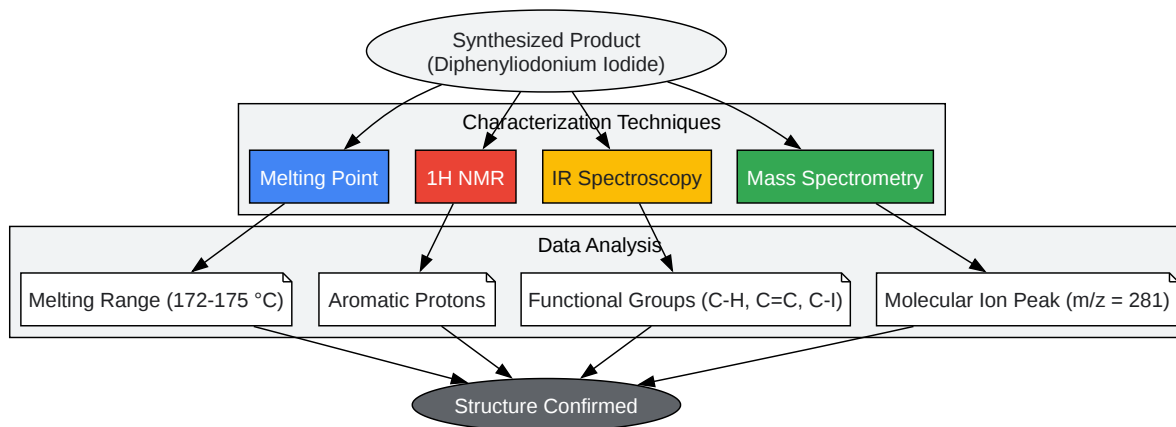 Synthesized Product
(Diphenyliodonium Iodide)
Characterization Techniques
Melting Point
1H NMR
IR Spectroscopy
Mass Spectrometry
Data Analysis
Melting Range (172-175 °C)
Aromatic Protons
Functional Groups (C-H, C=C, C-I)
Molecular Ion Peak (m/z = 281)
Structure Confirmed